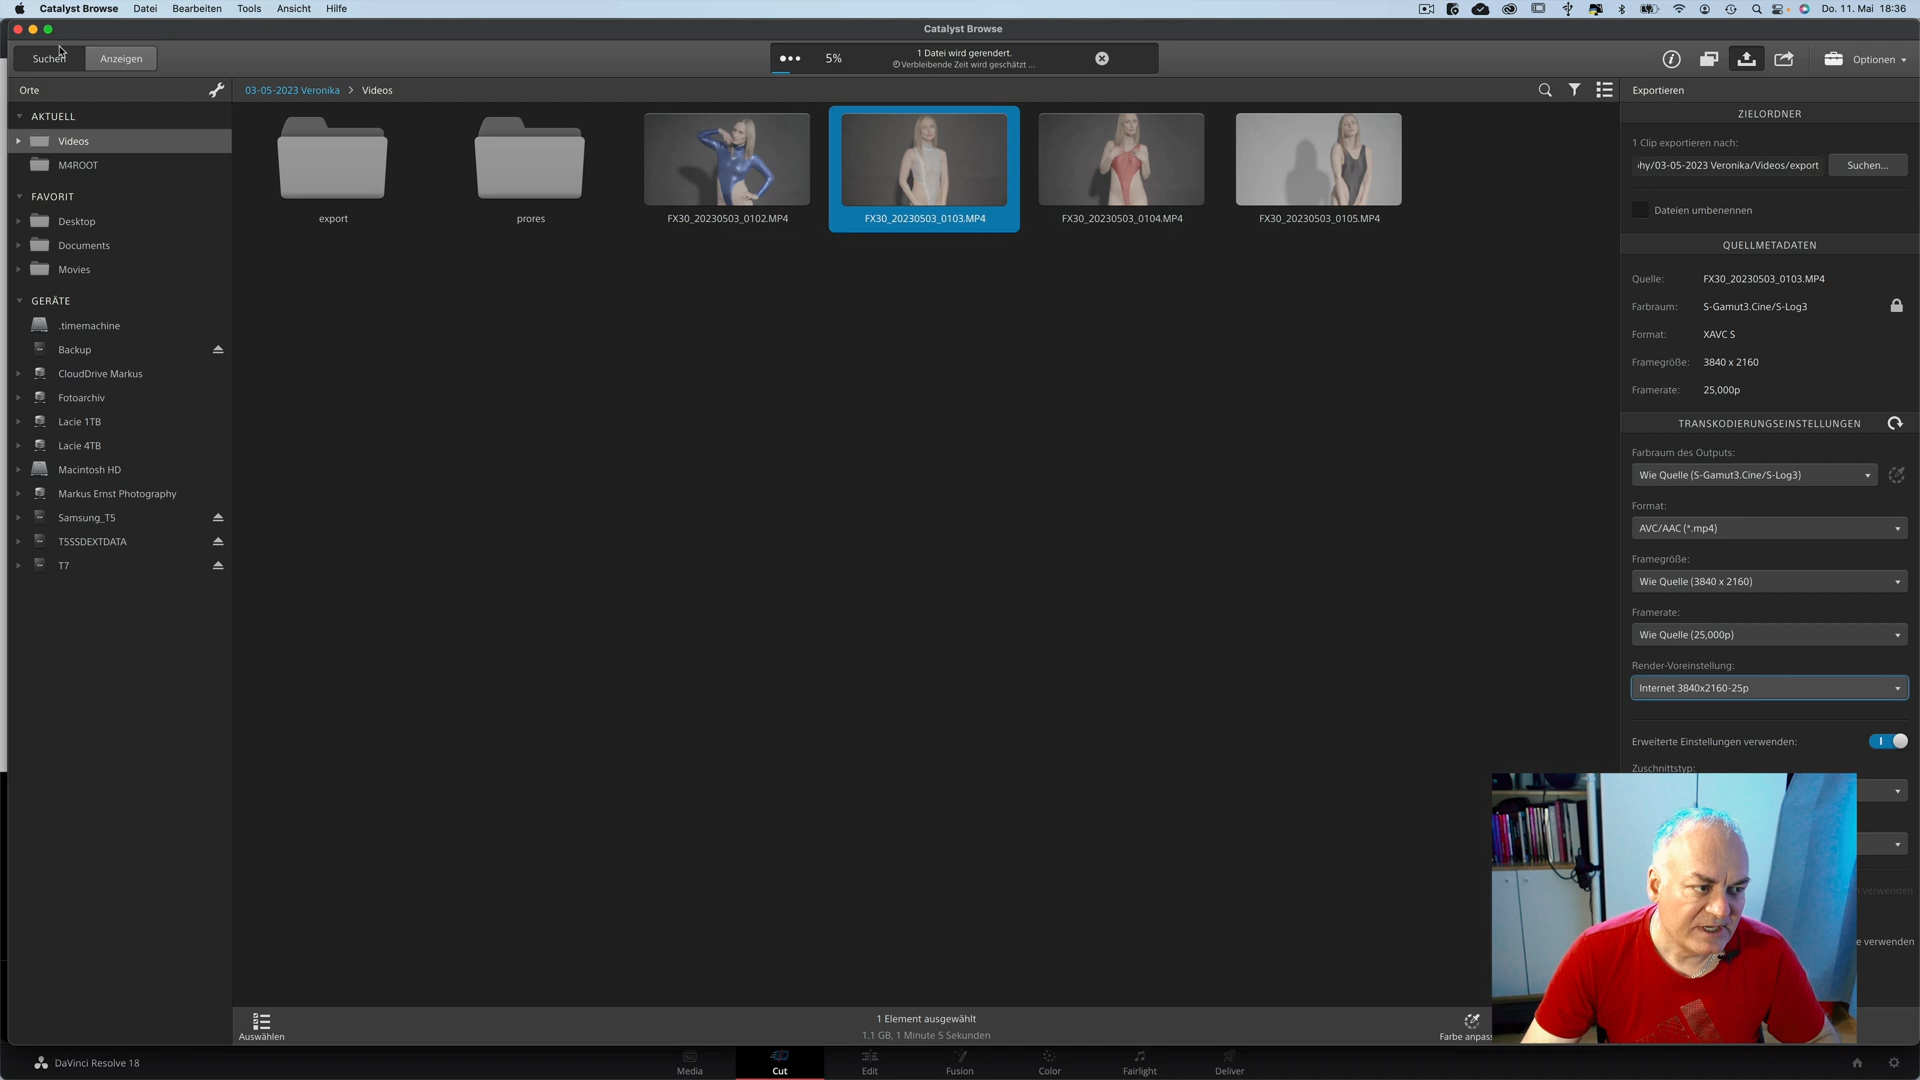 Catalyst Browse Datei Bearbeiten Tools Ansicht Hilfe Do. 11. Mai 18:36
Catalyst Browse
Suchen Anzeigen
5%
1 Datei wird gerendert.
Verbleibende Zeit wird geschätzt ...
Optionen
Orte
03-05-2023 Veronika > Videos
Exportieren
AKTUELL
Videos
M4ROOT
FAVORIT
Desktop
Documents
Movies
GERÄTE
.timemachine
Backup
CloudDrive Markus
Fotoarchiv
Lacie 1TB
Lacie 4TB
Macintosh HD
Markus Ernst Photography
Samsung_T5
T5SSDEXTDATA
T7
export
prores
FX30_20230503_0102.MP4
FX30_20230503_0103.MP4
FX30_20230503_0104.MP4
FX30_20230503_0105.MP4
ZIELORDNER
1 Clip exportieren nach:
hy/03-05-2023 Veronika/Videos/export Suchen...
Dateien umbenennen
QUELLMETADATEN
Quelle: FX30_20230503_0103.MP4
Farbraum: S-Gamut3.Cine/S-Log3
Format: XAVC S
Framegröße: 3840 x 2160
Framerate: 25,000p
TRANSKODIERUNGSEINSTELLUNGEN
Farbraum des Outputs:
Wie Quelle (S-Gamut3.Cine/S-Log3)
Format:
AVC/AAC (*.mp4)
Framegröße:
Wie Quelle (3840 x 2160)
Framerate:
Wie Quelle (25,000p)
Render-Voreinstellung:
Internet 3840x2160-25p
Erweiterte Einstellungen verwenden:
Zuschnittstyp:
verwenden
e verwenden
Auswählen
1 Element ausgewählt
1.1 GB, 1 Minute 5 Sekunden
Farbe anpass
DaVinci Resolve 18
Media Cut Edit Fusion Color Fairlight Deliver